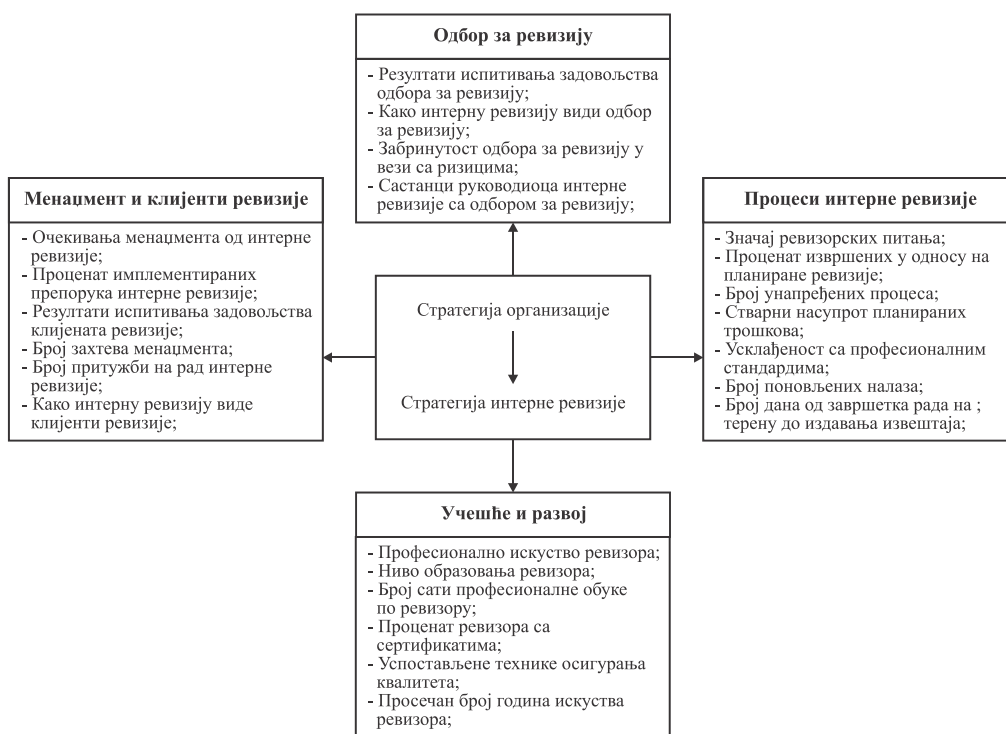 Одбор за ревизију
- Резултати испитивања задовољства
одбора за ревизију;
- Како интерну ревизију види одбор
за ревизију;
- Забринутост одбора за ревизију у
вези са ризицима;
- Састанци руководиоца интерне
ревизије са одбором за ревизију;
Менаџмент и клијенти ревизије
- Очекивања менаџмента од интерне
ревизије;
- Проценат имплементираних
препорука интерне ревизије;
- Резултати испитивања задовољства
клијената ревизије;
- Број захтева менаџмента;
- Број притужби на рад интерне
ревизије;
- Како интерну ревизију виде
клијенти ревизије;
Стратегија организације
Стратегија интерне ревизије
Процеси интерне ревизије
- Значај ревизорских питања;
- Проценат извршених у односу на
планиране ревизије;
- Број унапређених процеса;
- Стварни насупрот планираних
трошкова;
- Усклађеност са професионалним
стандардима;
- Број поновљених налаза;
- Број дана од завршетка рада на ;
терену до издавања извештаја;
Учешће и развој
- Професионално искуство ревизора;
- Ниво образовања ревизора;
- Број сати професионалне обуке
по ревизору;
- Проценат ревизора са
сертификатима;
- Успостављене технике осигурања
квалитета;
- Просечан број година искуства
ревизора;